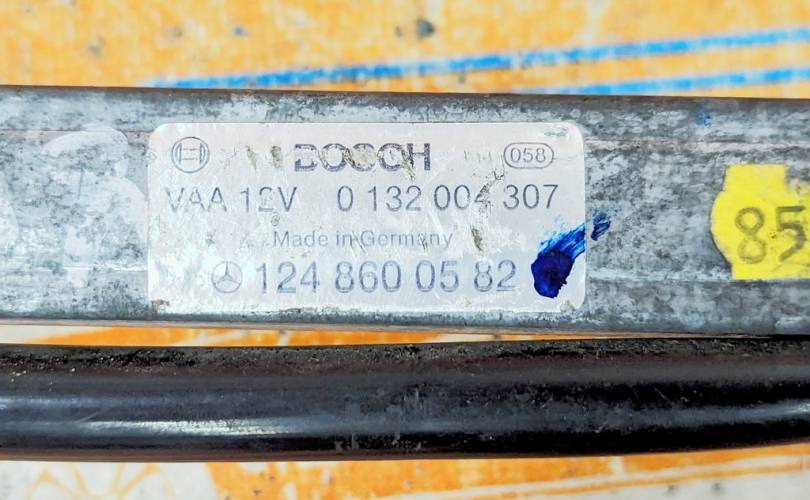 BOSCH 058
VAA 12V 0 132 004 307
Made in Germany
124 860 05 82
85